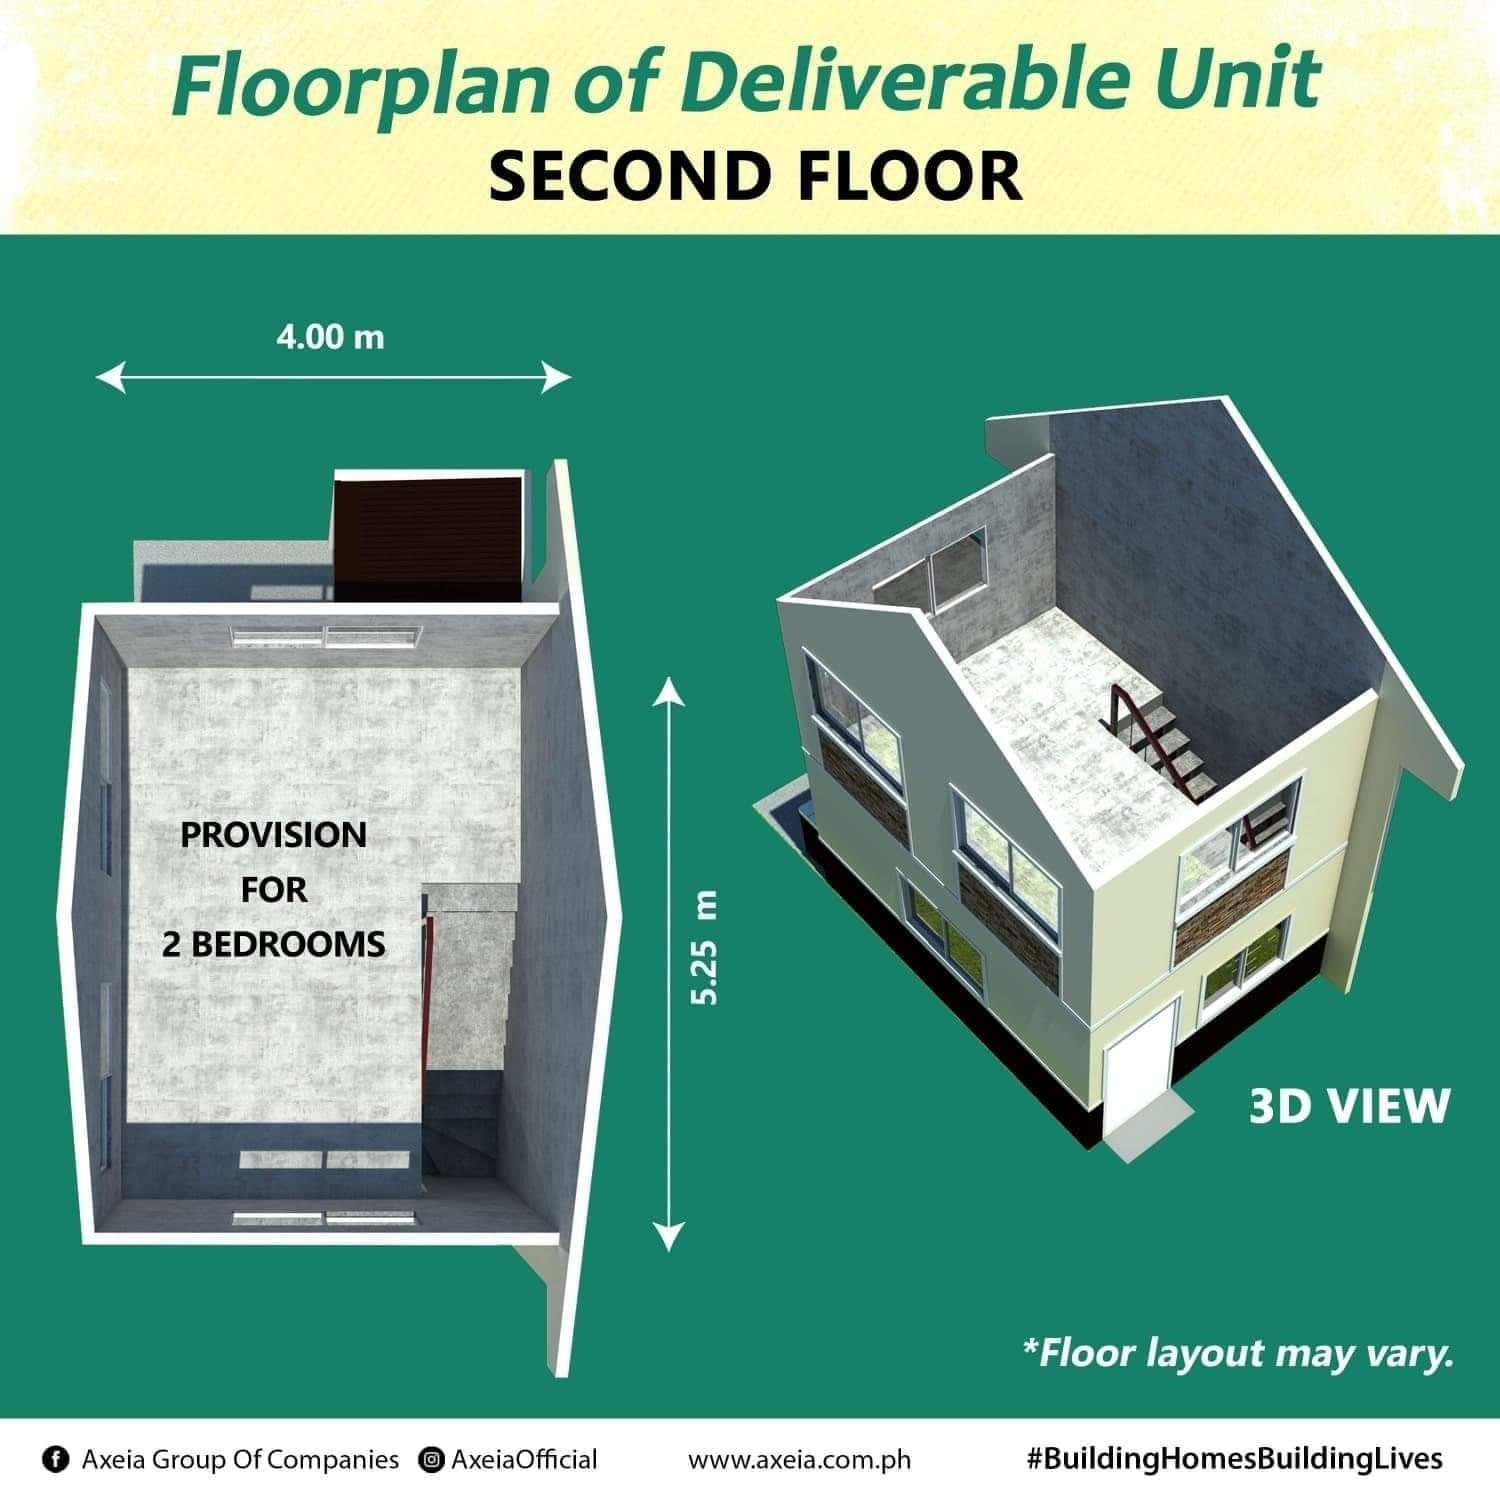 Floorplan of Deliverable Unit
SECOND FLOOR
4.00 m
PROVISION
FOR
2 BEDROOMS
5.25 m
3D VIEW
*Floor layout may vary.
Axeia Group Of Companies AxeiaOfficial www.axeia.com.ph #BuildingHomesBuildingLives